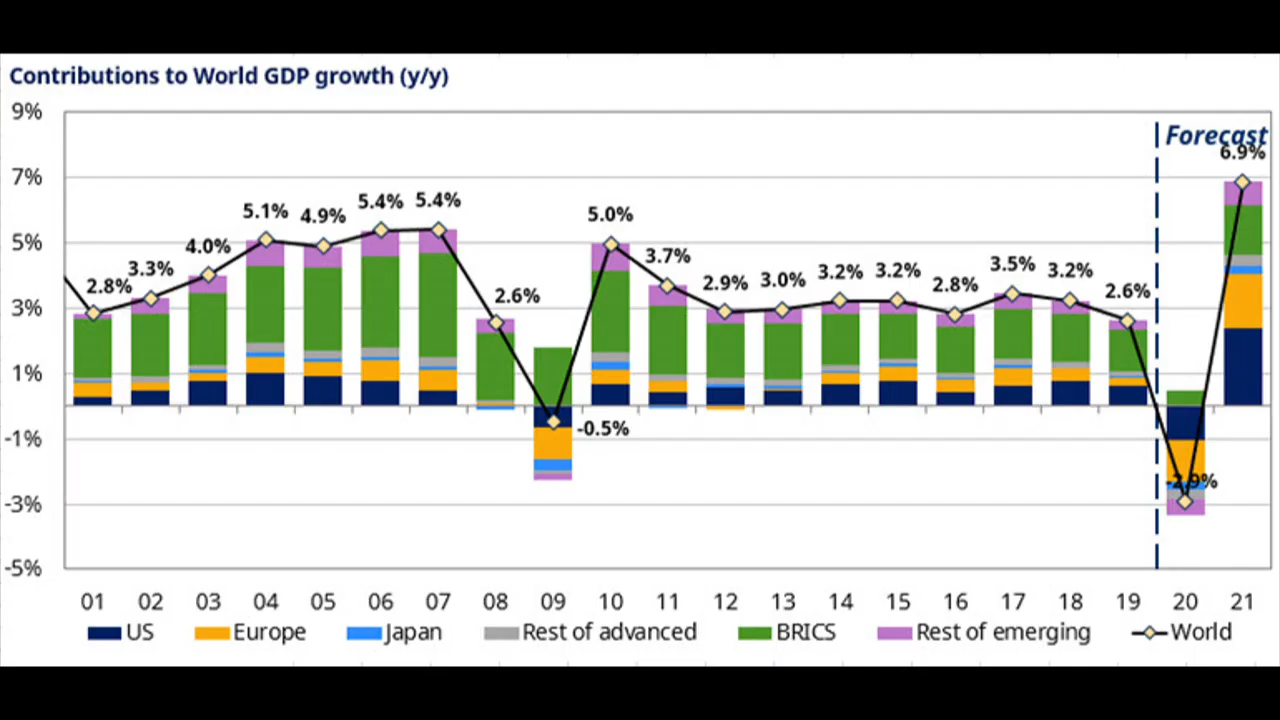 Contributions to World GDP growth (y/y)
9%
Forecast
6.9%
7%
5.4% 5.4%
5.1% 4.9% 5.0%
5%
4.0%
3.7%
3.3% 3.5%
2.8% 2.6% 2.9% 3.0% 3.2% 3.2% 2.8% 3.2% 2.6%
3%
1%
-0.5%
-1%
-2.9%
-3%
-5%
01 02 03 04 05 06 07 08 09 10 11 12 13 14 15 16 17 18 19 20 21
US Europe Japan Rest of advanced BRICS Rest of emerging World